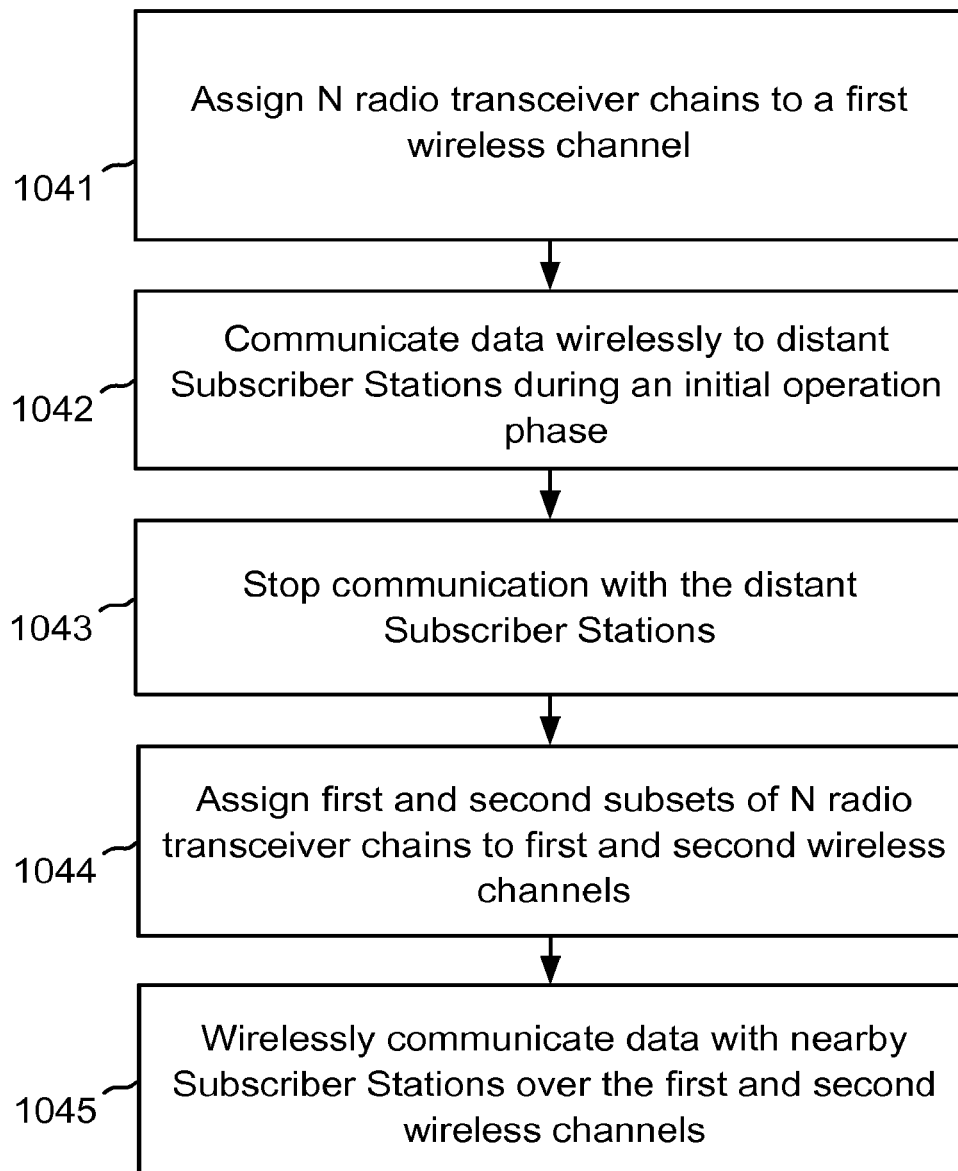 Assign N radio transceiver chains to a first
wireless channel
1041
Communicate data wirelessly to distant
Subscriber Stations during an initial operation
phase
1042
Stop communication with the distant
Subscriber Stations
1043
Assign first and second subsets of N radio
transceiver chains to first and second wireless
channels
1044
Wirelessly communicate data with nearby
Subscriber Stations over the first and second
wireless channels
1045